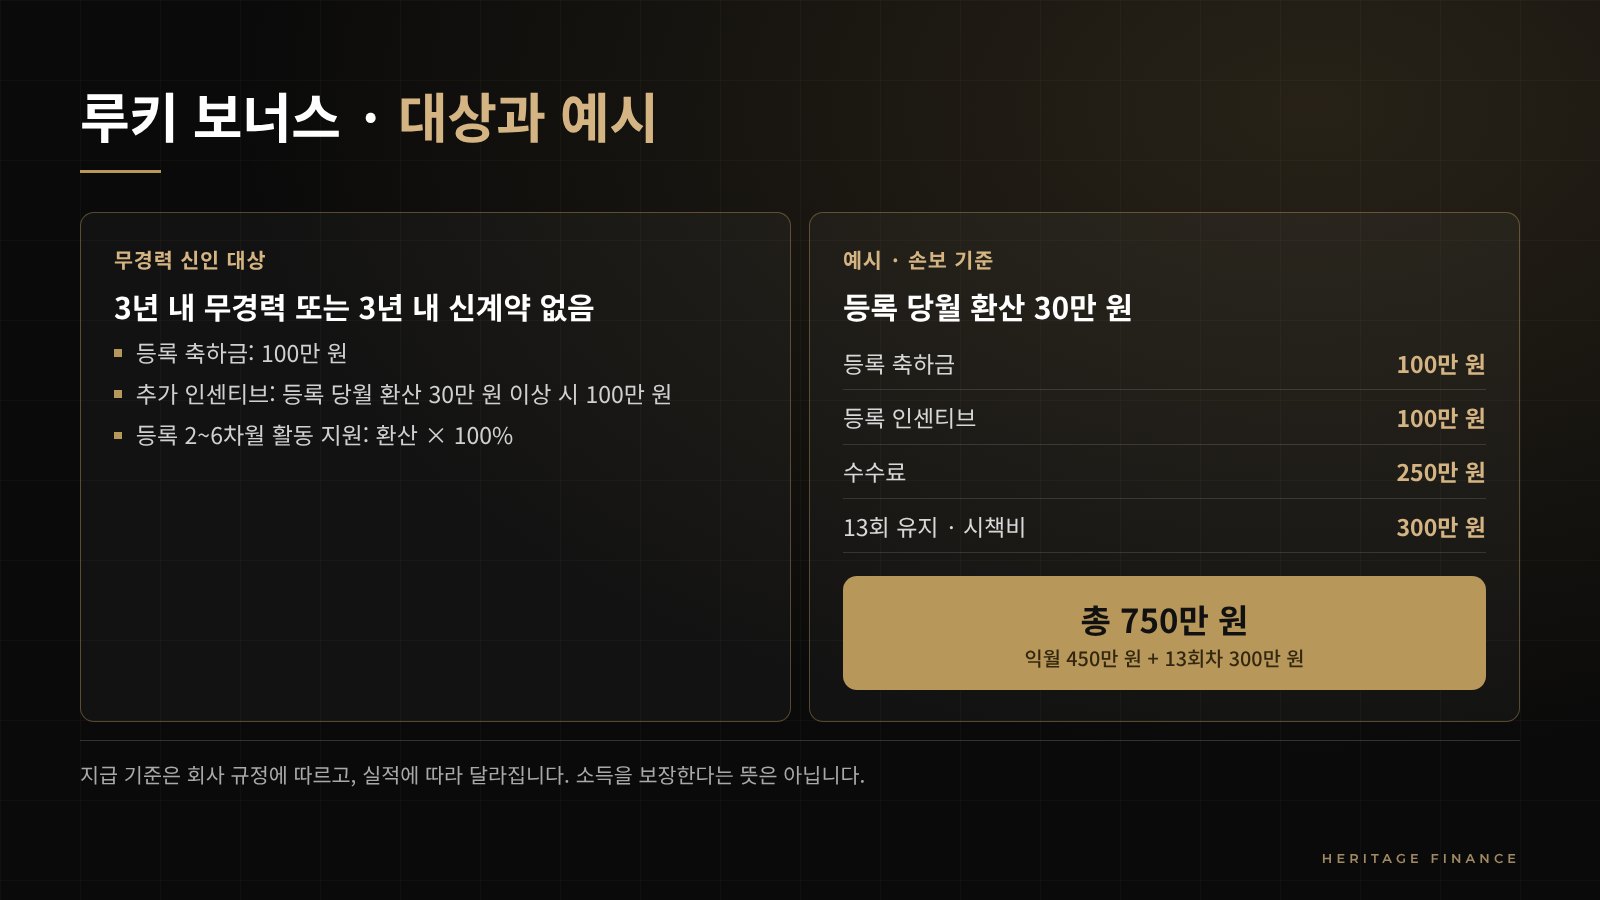 루키 보너스 · 대상과 예시
무경력 신인 대상
3년 내 무경력 또는 3년 내 신계약 없음
등록 축하금: 100만 원
추가 인센티브: 등록 당월 환산 30만 원 이상 시 100만 원
등록 2~6차월 활동 지원: 환산 × 100%
예시 · 손보 기준
등록 당월 환산 30만 원
등록 축하금 100만 원
등록 인센티브 100만 원
수수료 250만 원
13회 유지 · 시책비 300만 원
총 750만 원
익월 450만 원 + 13회차 300만 원
지급 기준은 회사 규정에 따르고, 실적에 따라 달라집니다. 소득을 보장한다는 뜻은 아닙니다.
HERITAGE FINANCE